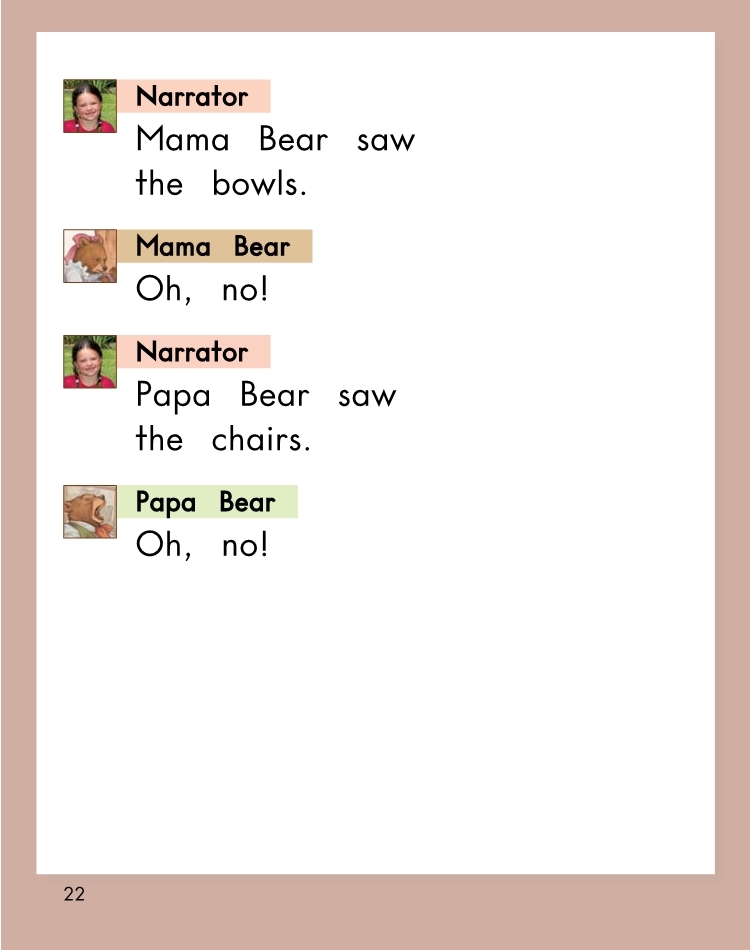 Narrator
Mama Bear saw
the bowls.
Mama Bear
Oh, no!
Narrator
Papa Bear saw
the chairs.
Papa Bear
Oh, no!
22